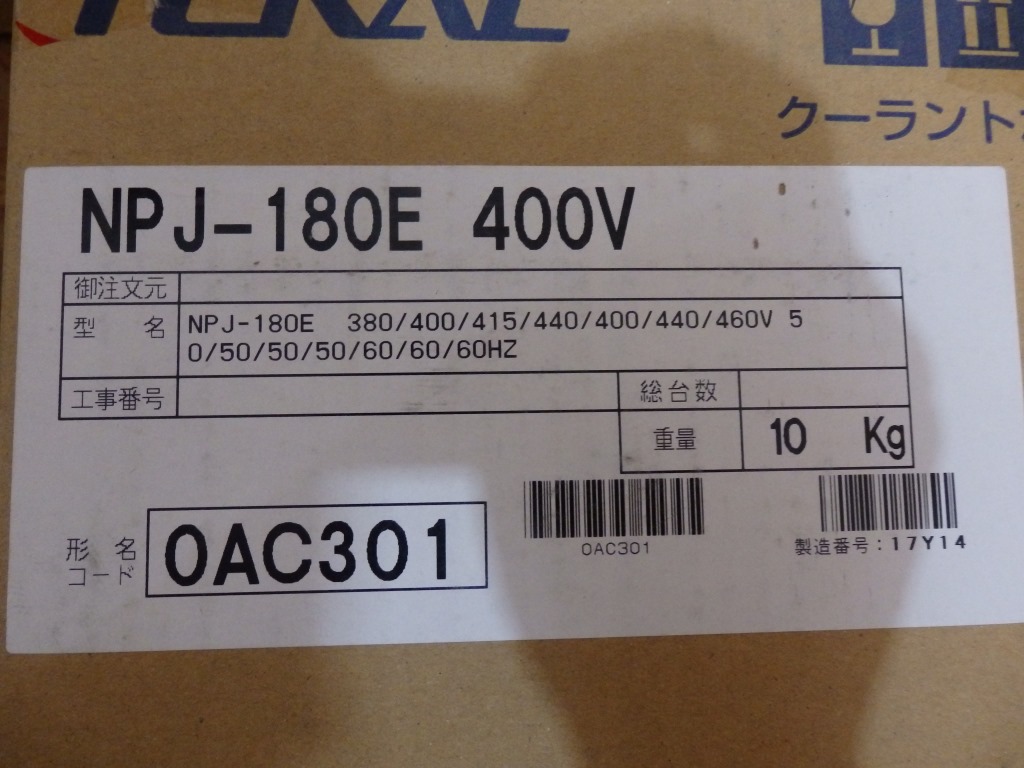 TERAL
クーラント
NPJ-180E 400V
御注文元
型 名 NPJ-180E 380/400/415/440/400/440/460V 5
0/50/50/50/60/60/60HZ
工事番号 総台数
重量 10 Kg
形 名
コード 0AC301
0AC301
製造番号：17Y14